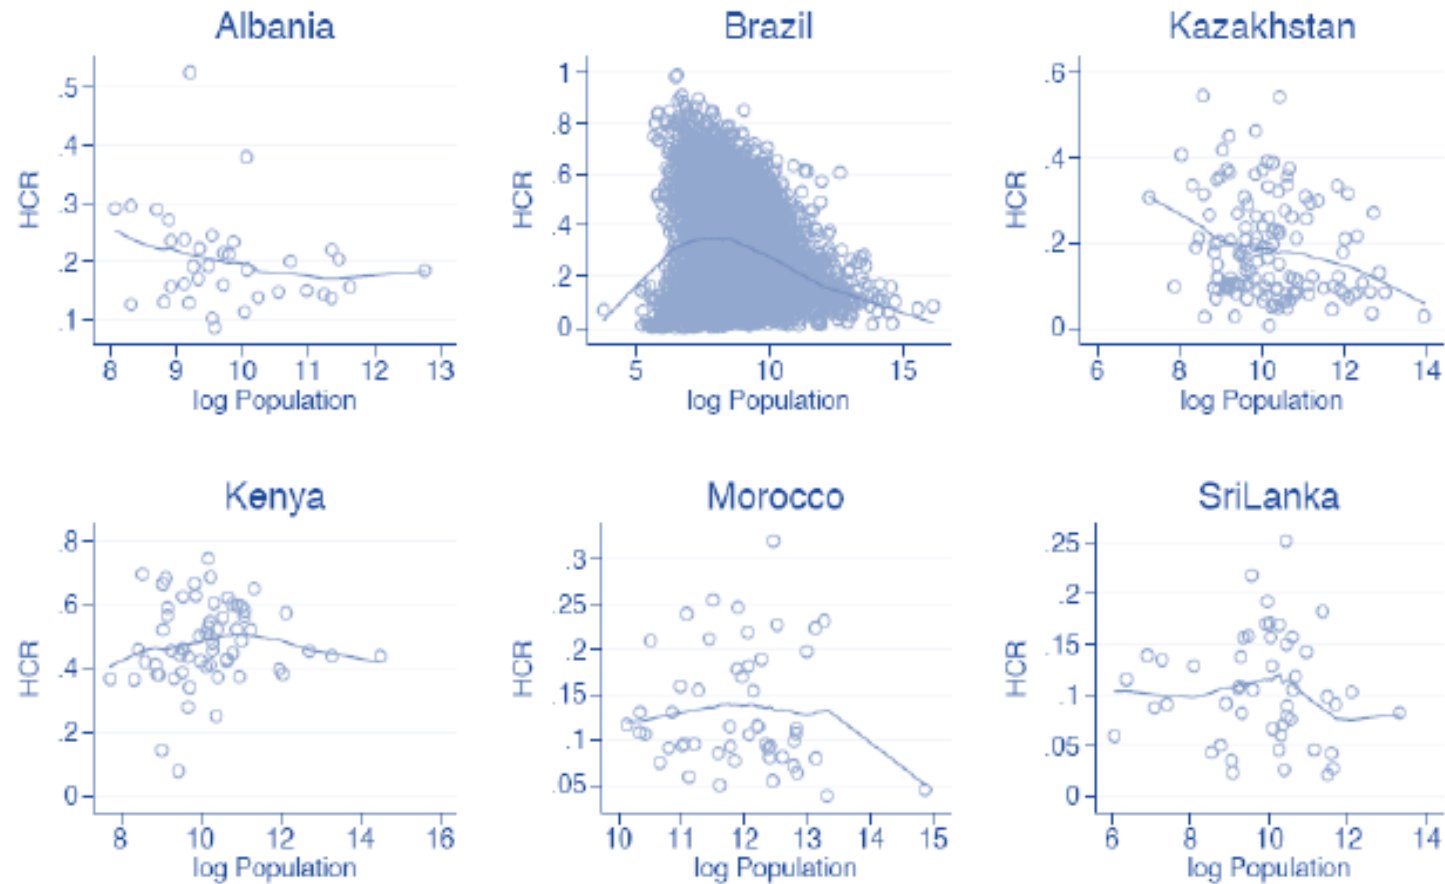 Albania
.5
.4
.3
.2
.1
HCR
8 9 10 11 12 13
log Population
Brazil
1
.8
.6
.4
.2
0
HCR
5 10 15
log Population
Kazakhstan
.6
.4
.2
0
HCR
6 8 10 12 14
log Population
Kenya
.8
.6
.4
.2
0
HCR
8 10 12 14 16
log Population
Morocco
.3
.25
.2
.15
.1
.05
HCR
10 11 12 13 14 15
log Population
SriLanka
.25
.2
.15
.1
.05
0
HCR
6 8 10 12 14
log Population